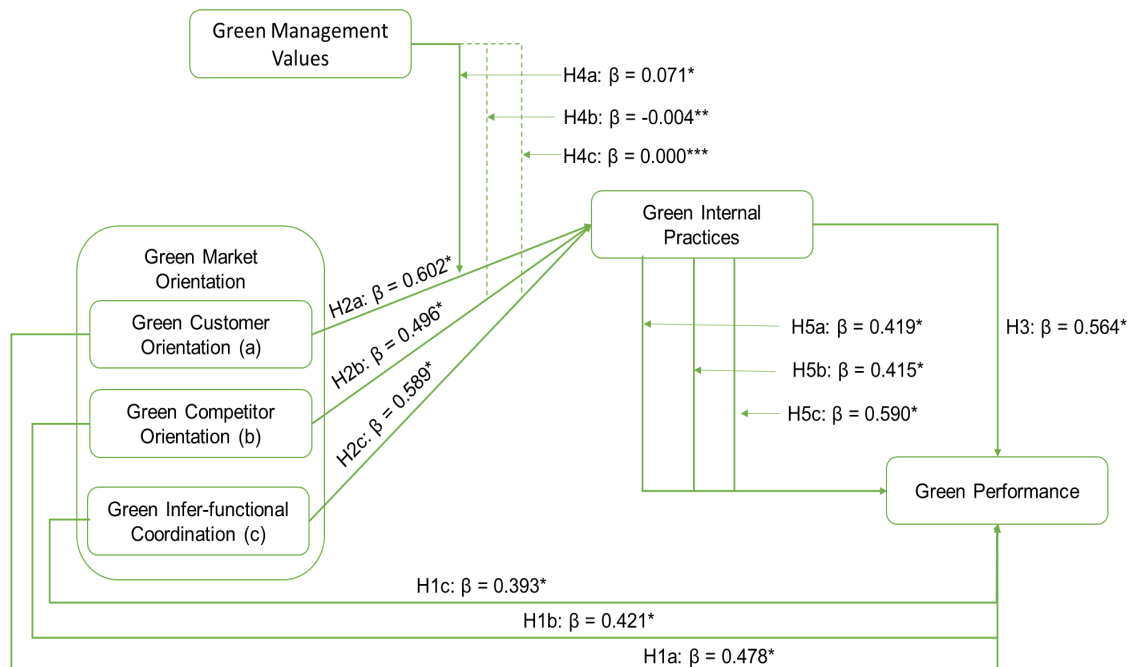 Green Management
Values
H4a: β = 0.071*
H4b: β = -0.004**
H4c: β = 0.000***
Green Internal
Practices
Green Market
Orientation
H2a: β = 0.602*
Green Customer
Orientation (a)
H2b: β = 0.496*
Green Competitor
Orientation (b)
H2c: β = 0.589*
Green Infer-functional
Coordination (c)
H5a: β = 0.419*
H5b: β = 0.415*
H5c: β = 0.590*
H3: β = 0.564*
Green Performance
H1c: β = 0.393*
H1b: β = 0.421*
H1a: β = 0.478*